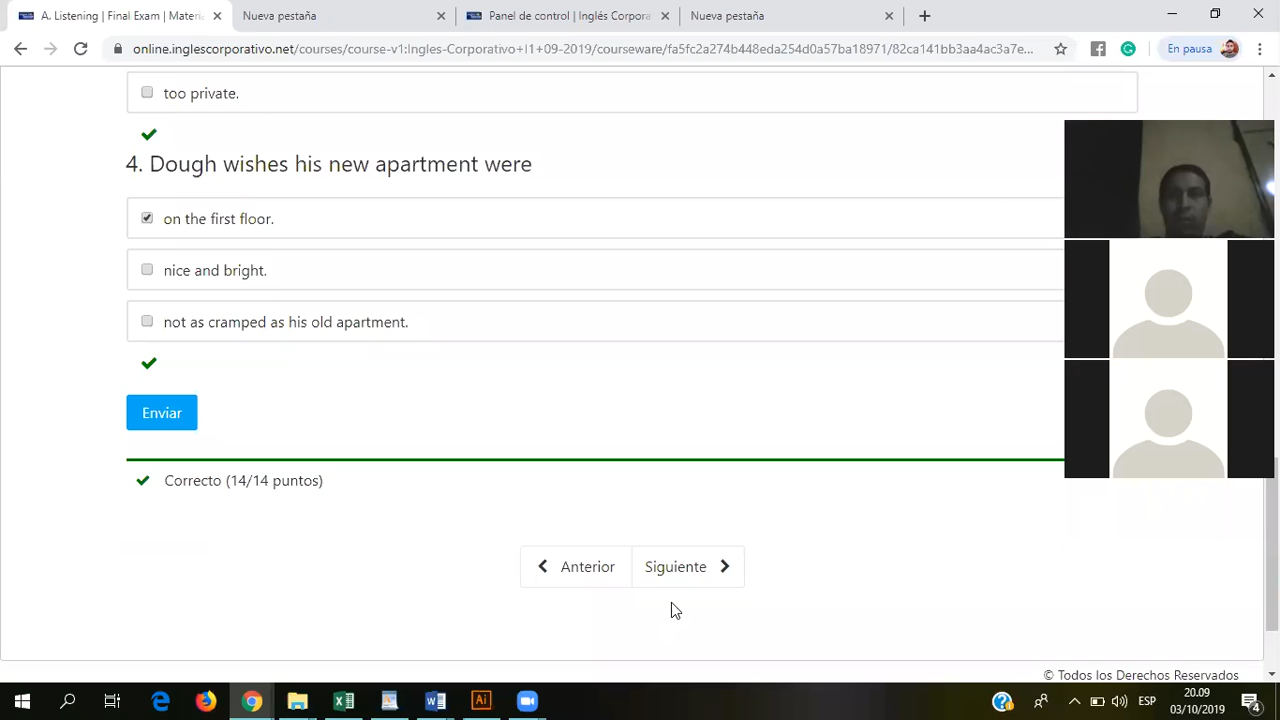 A. Listening | Final Exam | Materi
Nueva pestaña
Panel de control | Inglés Corpora
Nueva pestaña
online.inglescorporativo.net/courses/course-v1:Ingles-Corporativo+I1+09-2019/courseware/fa5fc2a274b448eda254d0a57ba18971/82ca141bb3aa4ac3a7e...
En pausa
too private.
4. Dough wishes his new apartment were
on the first floor.
nice and bright.
not as cramped as his old apartment.
Enviar
Correcto (14/14 puntos)
Anterior
Siguiente
© Todos los Derechos Reservados
ESP
20.09
03/10/2019
4